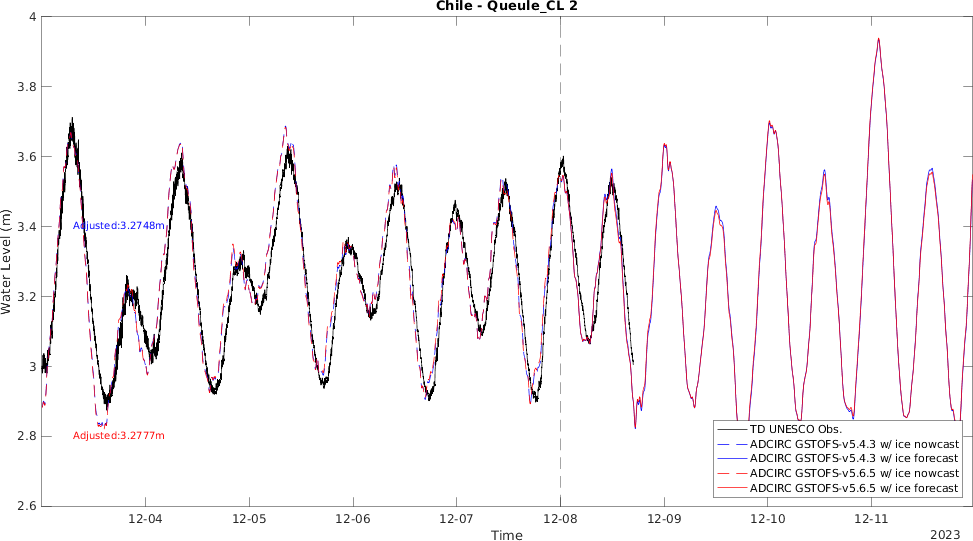 Chile - Queule_CL 2
4
3.8
3.6
3.4
3.2
3
2.8
2.6
Water Level (m)
Adjusted:3.2748m
Adjusted:3.2777m
TD UNESCO Obs.
ADCIRC GSTOFS-v5.4.3 w/ ice nowcast
ADCIRC GSTOFS-v5.4.3 w/ ice forecast
ADCIRC GSTOFS-v5.6.5 w/ ice nowcast
ADCIRC GSTOFS-v5.6.5 w/ ice forecast
12-04
12-05
12-06
12-07
12-08
12-09
12-10
12-11
Time
2023